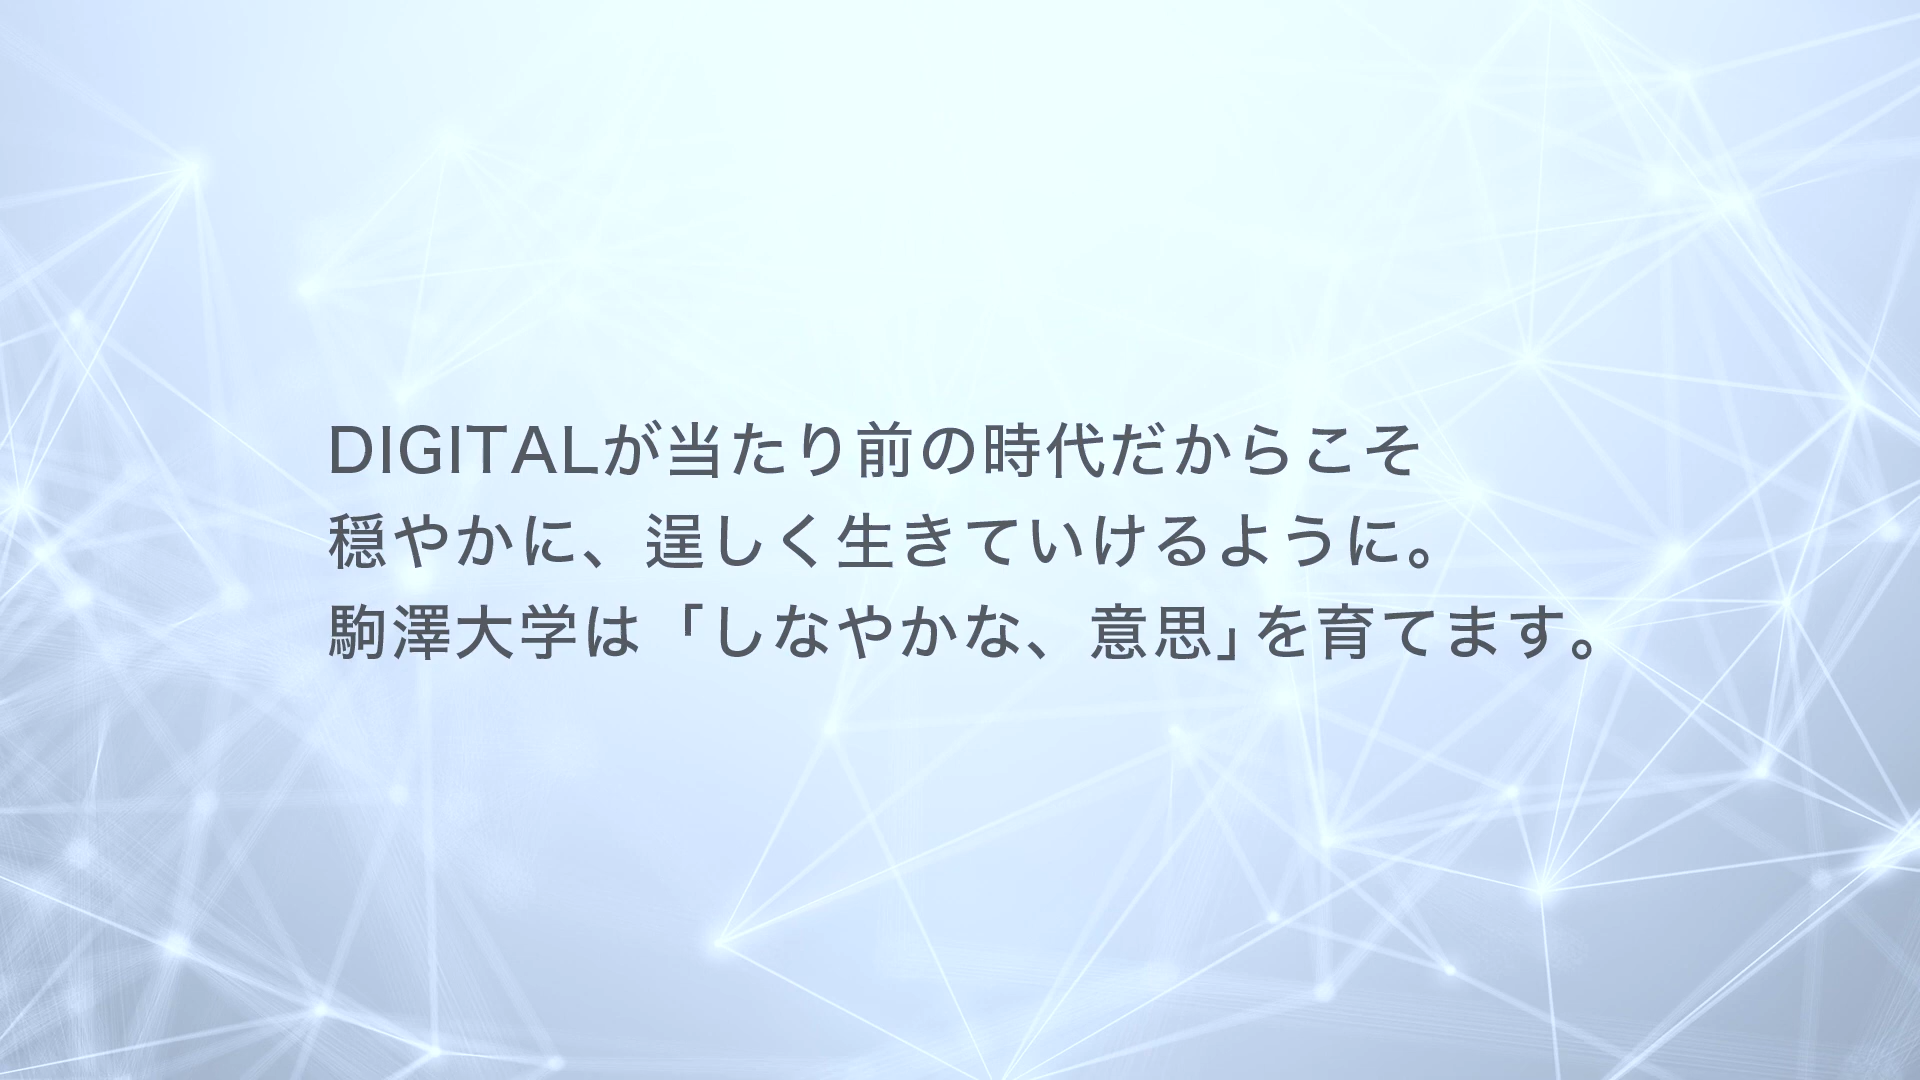 DIGITALが当たり前の時代だからこそ
穏やかに、逞しく生きていけるように。
駒澤大学は「しなやかな、意思」を育てます。